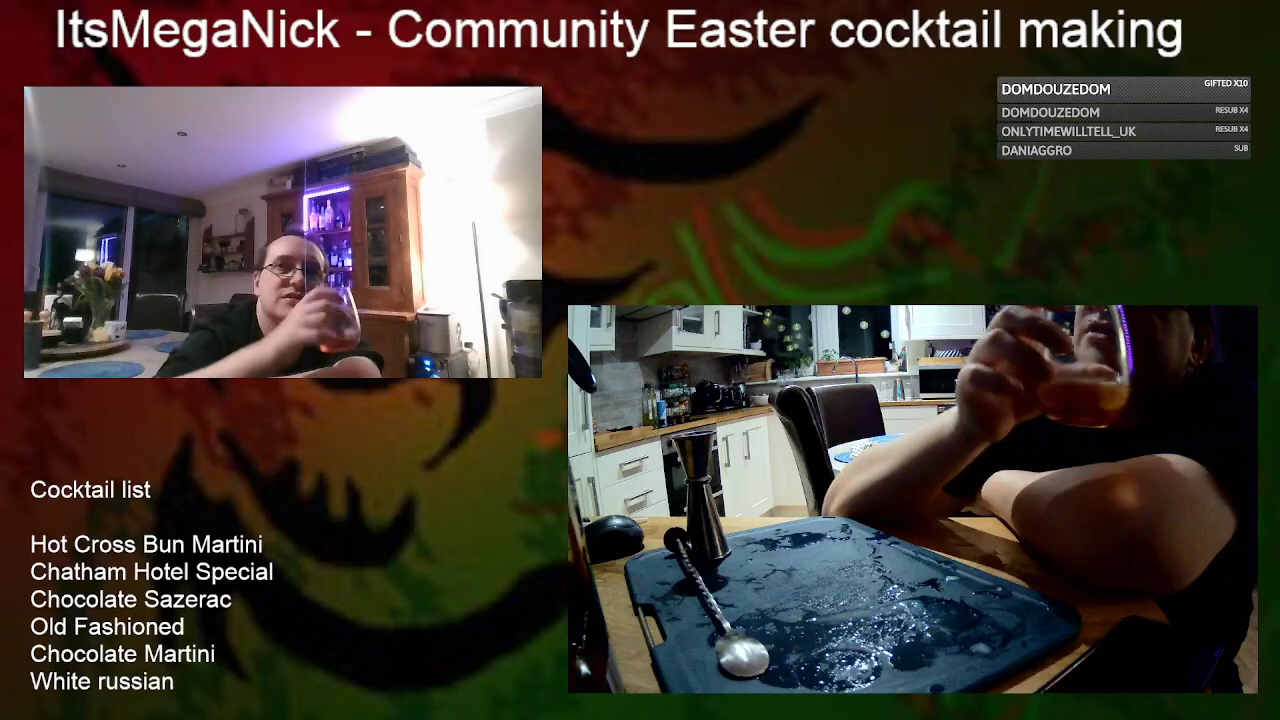 ItsMegaNick - Community Easter cocktail making
DOMDOUZEDOM GIFTED X10
DOMDOUZEDOM RESUB X4
ONLYTIMEWILLTELL_UK RESUB X4
DANIAGGRO SUB
Cocktail list
Hot Cross Bun Martini
Chatham Hotel Special
Chocolate Sazerac
Old Fashioned
Chocolate Martini
White russian